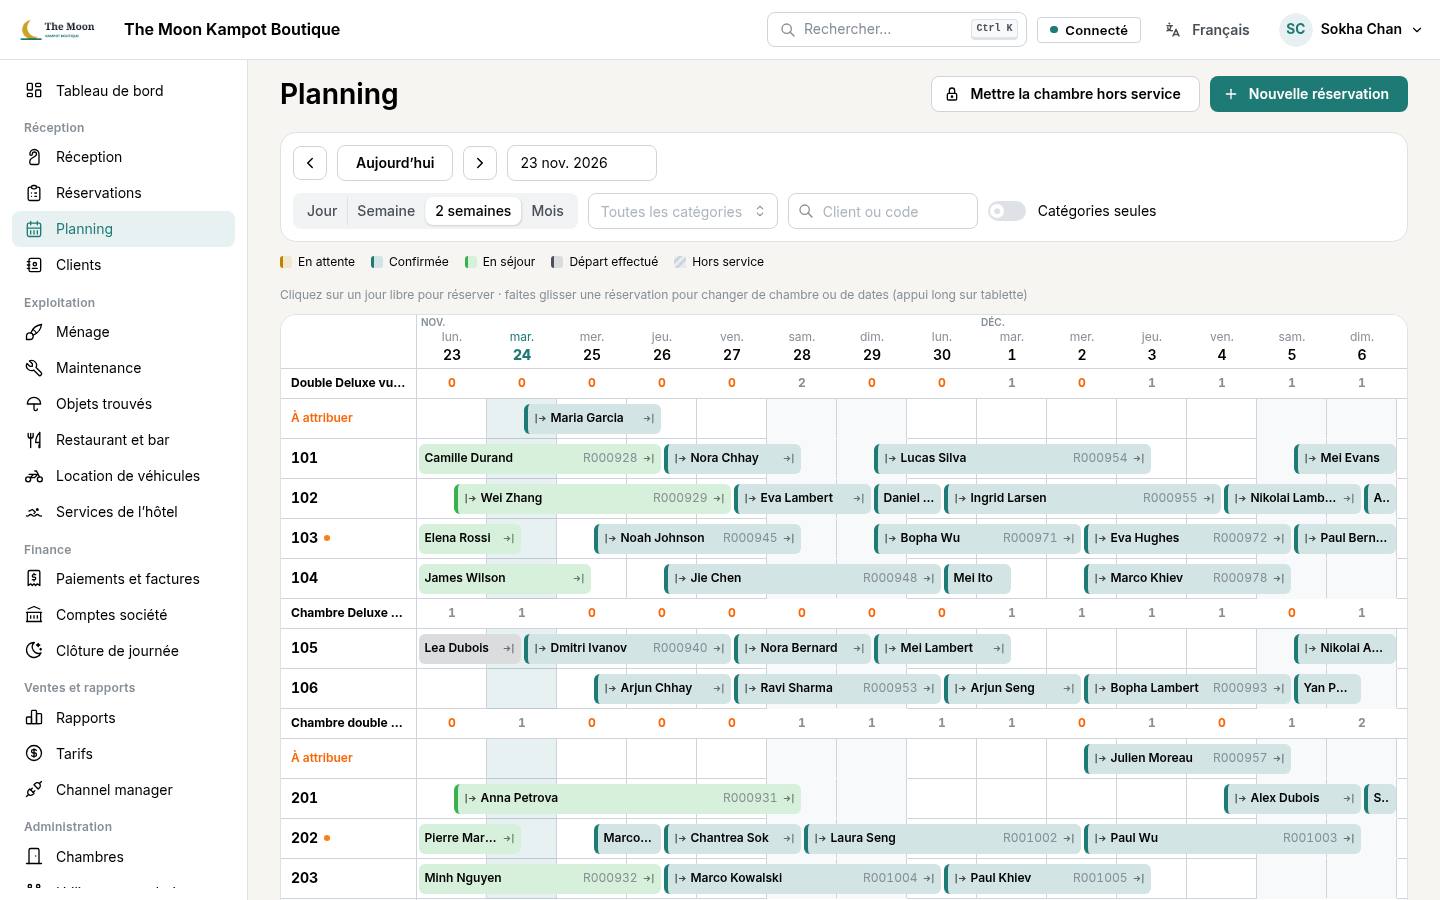 The Moon
KAMPOT BOUTIQUE
The Moon Kampot Boutique
Rechercher...
Ctrl K
Connecté
Français
SC
Sokha Chan
Tableau de bord
Réception
Réception
Réservations
Planning
Clients
Exploitation
Ménage
Maintenance
Objets trouvés
Restaurant et bar
Location de véhicules
Services de l'hôtel
Finance
Paiements et factures
Comptes société
Clôture de journée
Ventes et rapports
Rapports
Tarifs
Channel manager
Administration
Chambres
Planning
Mettre la chambre hors service
Nouvelle réservation
Aujourd'hui
23 nov. 2026
Jour Semaine 2 semaines Mois
Toutes les catégories
Client ou code
Catégories seules
En attente Confirmée En séjour Départ effectué Hors service
Cliquez sur un jour libre pour réserver · faites glisser une réservation pour changer de chambre ou de dates (appui long sur tablette)
NOV. DÉC.
lun. mar. mer. jeu. ven. sam. dim. lun. mar. mer. jeu. ven. sam. dim.
23 24 25 26 27 28 29 30 1 2 3 4 5 6
Double Deluxe vu... 0 0 0 0 0 2 0 0 1 0 1 1 1 1
À attribuer Maria Garcia
101 Camille Durand R000928 Nora Chhay Lucas Silva R000954 Mei Evans
102 Wei Zhang R000929 Eva Lambert Daniel ... Ingrid Larsen R000955 Nikolai Lamb... A..
103 Elena Rossi Noah Johnson R000945 Bopha Wu R000971 Eva Hughes R000972 Paul Bern...
104 James Wilson Jie Chen R000948 Mei Ito Marco Khiev R000978
Chambre Deluxe ... 1 1 0 0 0 0 0 0 1 1 1 1 0 1
105 Lea Dubois Dmitri Ivanov R000940 Nora Bernard Mei Lambert Nikolai A...
106 Arjun Chhay Ravi Sharma R000953 Arjun Seng Bopha Lambert R000993 Yan P...
Chambre double ... 0 1 0 0 0 1 1 1 1 0 1 0 1 2
À attribuer Julien Moreau R000957
201 Anna Petrova R000931 Alex Dubois S..
202 Pierre Mar... Marco... Chantrea Sok Laura Seng R001002 Paul Wu R001003
203 Minh Nguyen R000932 Marco Kowalski R001004 Paul Khiev R001005